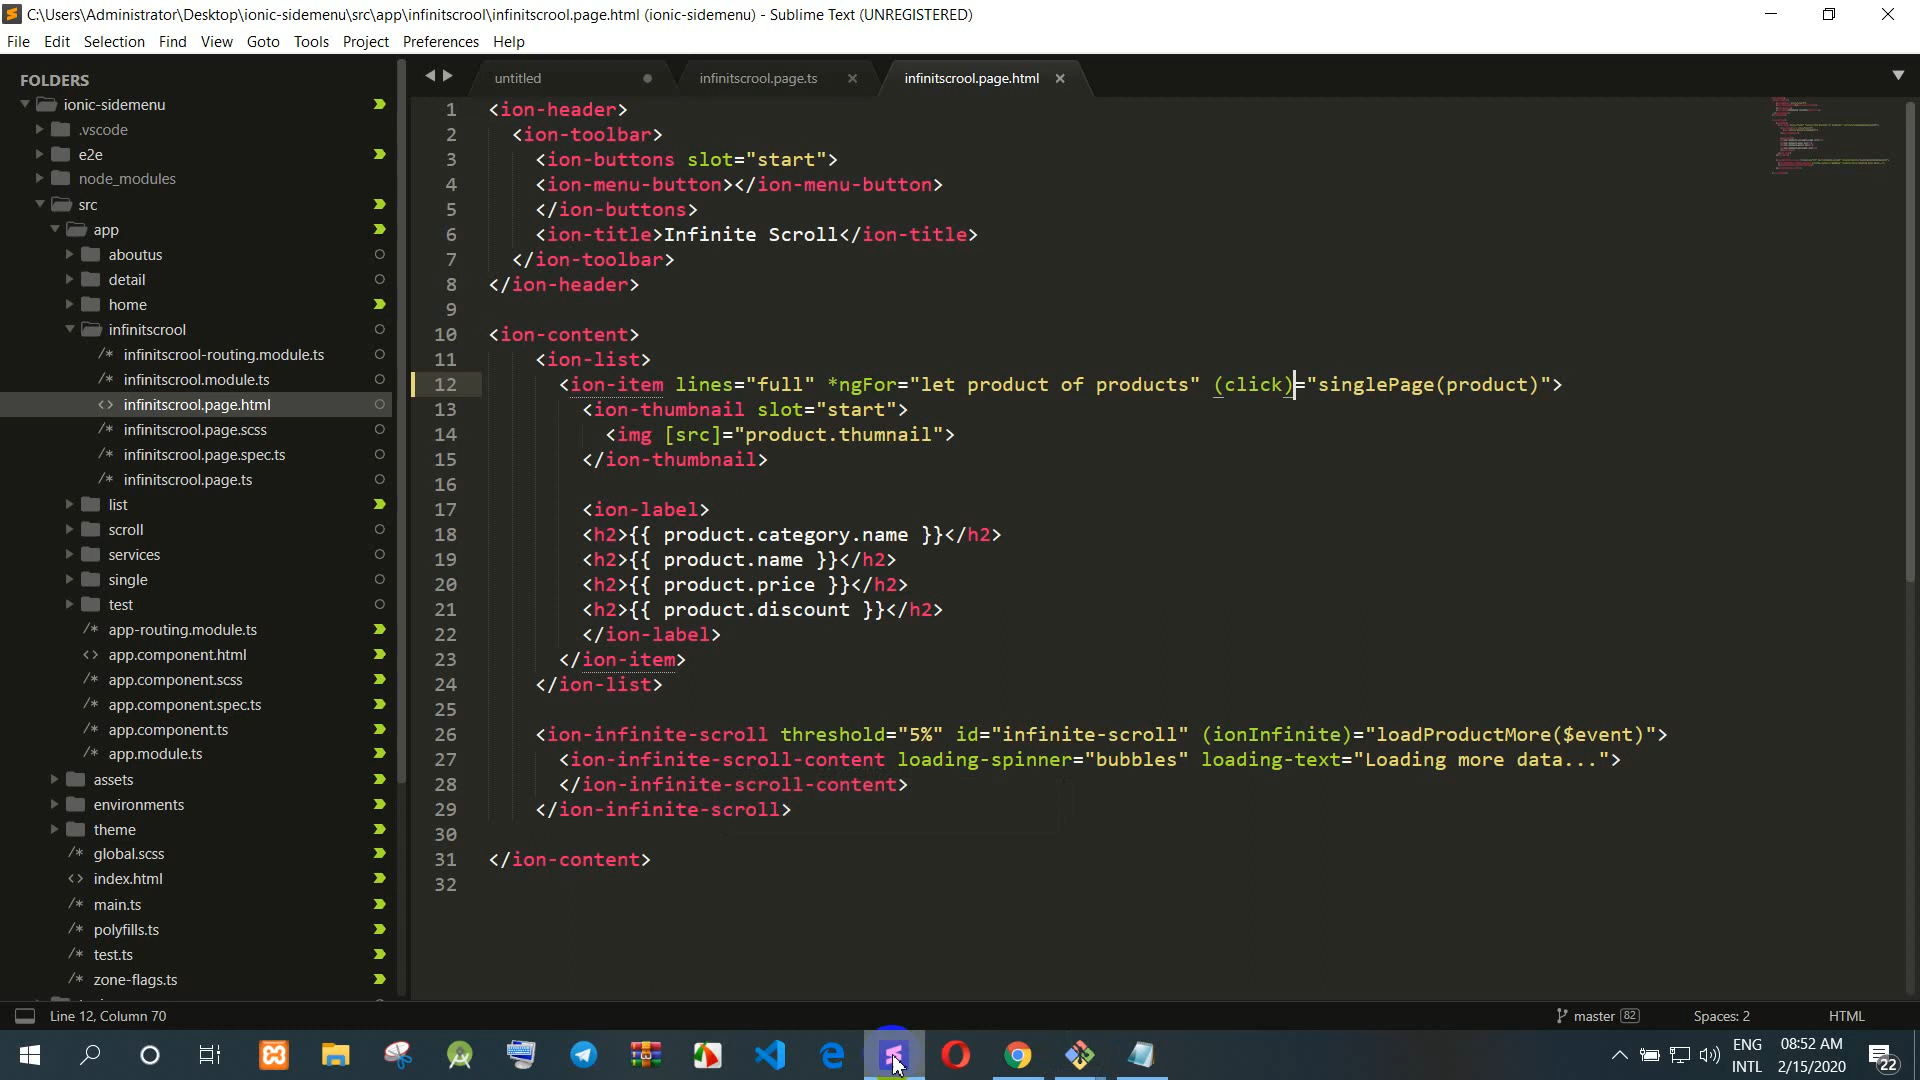 C:\Users\Administrator\Desktop\ionic-sidemenu\src\app\infinitscrool\infinitscrool.page.html (ionic-sidemenu) - Sublime Text (UNREGISTERED)
File Edit Selection Find View Goto Tools Project Preferences Help
FOLDERS
ionic-sidemenu
.vscode
e2e
node_modules
src
app
aboutus
detail
home
infinitscrool
infinitscrool-routing.module.ts
infinitscrool.module.ts
infinitscrool.page.html
infinitscrool.page.scss
infinitscrool.page.spec.ts
infinitscrool.page.ts
list
scroll
services
single
test
app-routing.module.ts
app.component.html
app.component.scss
app.component.spec.ts
app.component.ts
app.module.ts
assets
environments
theme
global.scss
index.html
main.ts
polyfills.ts
test.ts
zone-flags.ts
untitled infinitscrool.page.ts infinitscrool.page.html
1 <ion-header>
2 <ion-toolbar>
3 <ion-buttons slot="start">
4 <ion-menu-button></ion-menu-button>
5 </ion-buttons>
6 <ion-title>Infinite Scroll</ion-title>
7 </ion-toolbar>
8 </ion-header>
9
10 <ion-content>
11 <ion-list>
12 <ion-item lines="full" *ngFor="let product of products" (click)="singlePage(product)">
13 <ion-thumbnail slot="start">
14 <img [src]="product.thumnail">
15 </ion-thumbnail>
16
17 <ion-label>
18 <h2>{{ product.category.name }}</h2>
19 <h2>{{ product.name }}</h2>
20 <h2>{{ product.price }}</h2>
21 <h2>{{ product.discount }}</h2>
22 </ion-label>
23 </ion-item>
24 </ion-list>
25
26 <ion-infinite-scroll threshold="5%" id="infinite-scroll" (ionInfinite)="loadProductMore($event)">
27 <ion-infinite-scroll-content loading-spinner="bubbles" loading-text="Loading more data...">
28 </ion-infinite-scroll-content>
29 </ion-infinite-scroll>
30
31 </ion-content>
32
Line 12, Column 70 master 82 Spaces: 2 HTML
ENG 08:52 AM
INTL 2/15/2020 22